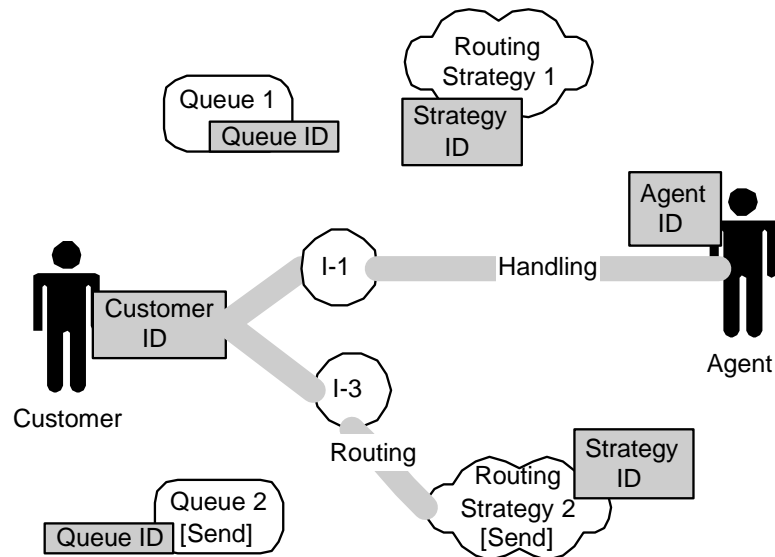 Routing
Strategy 1
Strategy
ID
Queue 1
Queue ID
Agent
ID
I-1
Handling
Customer
ID
Agent
I-3
Customer
Routing
Strategy
ID
Routing
Strategy 2
[Send]
Queue 2
[Send]
Queue ID